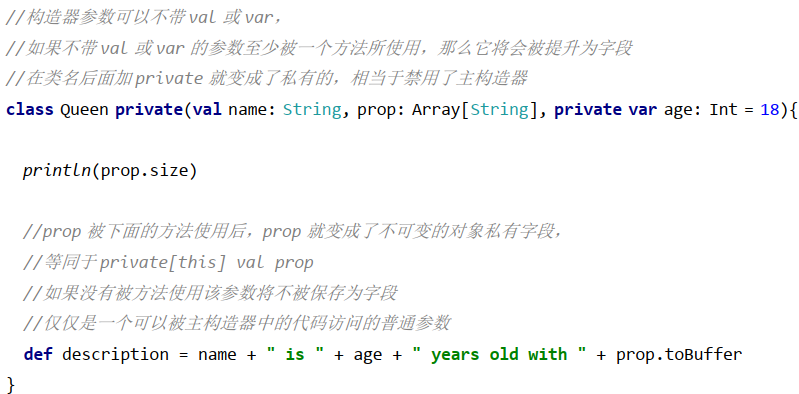 //构造器参数可以不带val 或var，
//如果不带val 或var 的参数至少被一个方法所使用，那么它将会被提升为字段
//在类名后面加private 就变成了私有的，相当于禁用了主构造器
class Queen private(val name: String, prop: Array[String], private var age: Int = 18){
println(prop.size)
//prop 被下面的方法使用后，prop 就变成了不可变的对象私有字段，
//等同于private[this] val prop
//如果没有被方法使用该参数将不被保存为字段
//仅仅是一个可以被主构造器中的代码访问的普通参数
def description = name + " is " + age + " years old with " + prop.toBuffer
}